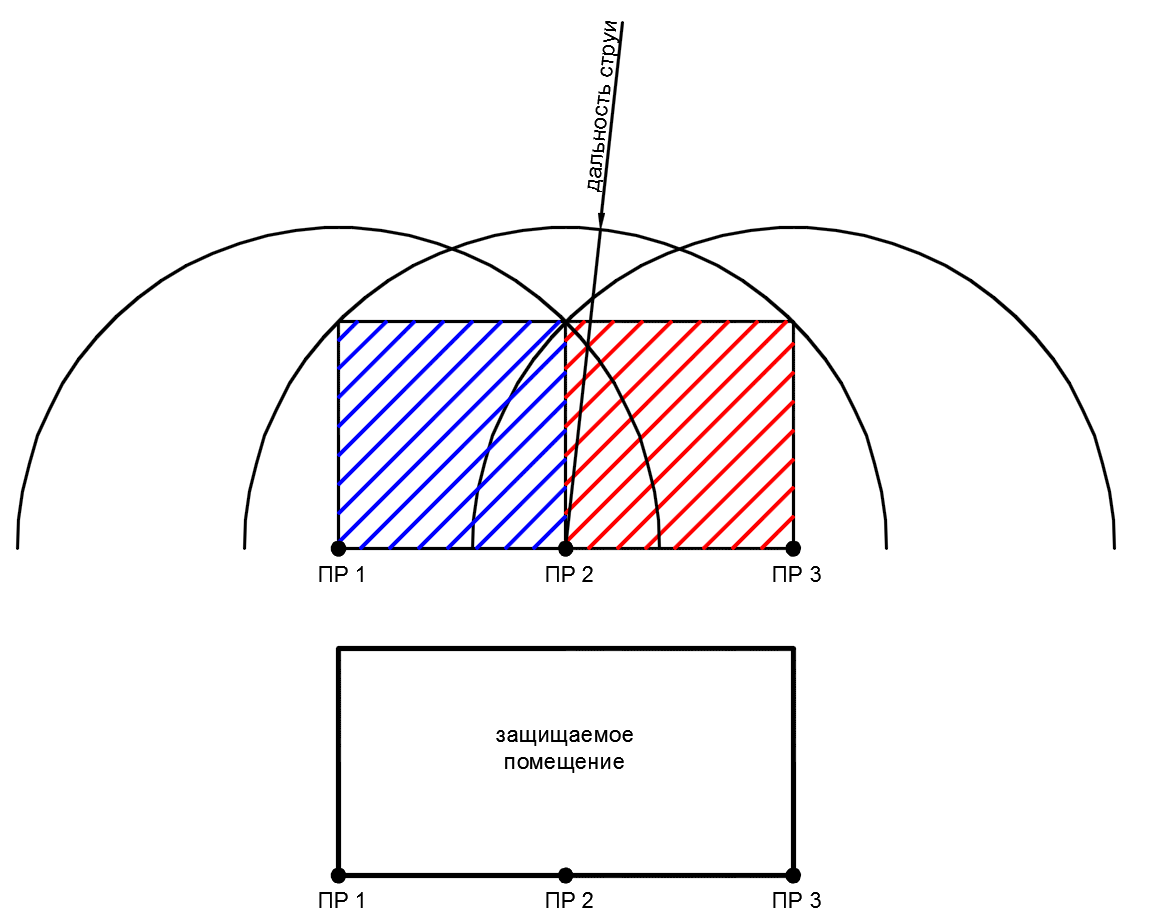 дальность струи
ПР 1
ПР 2
ПР 3
защищаемое
помещение
ПР 1
ПР 2
ПР 3